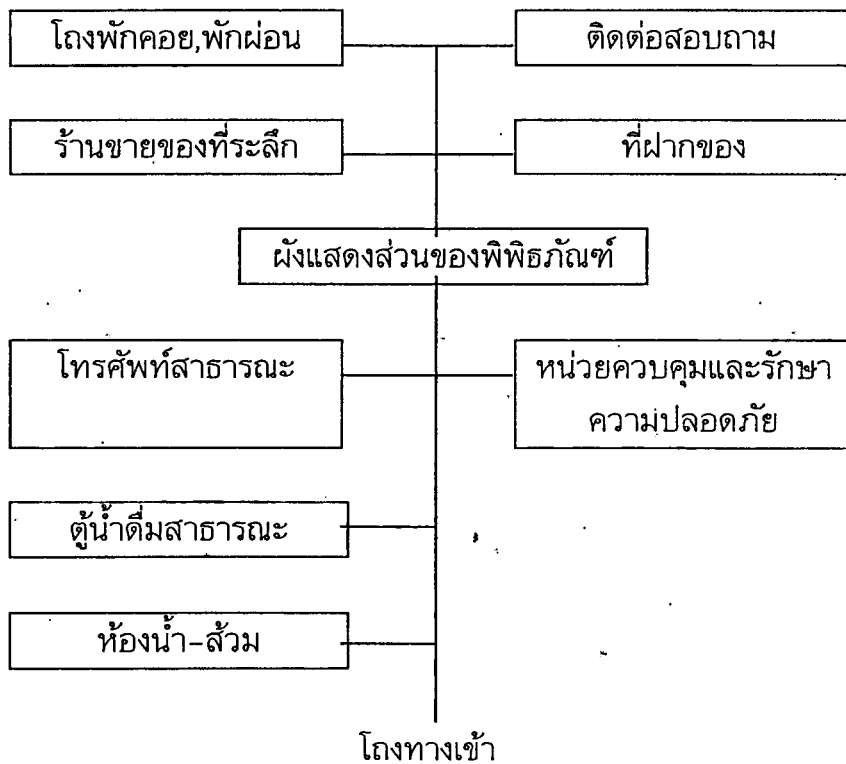 โถงพักคอย,พักผ่อน
ติดต่อสอบถาม
ร้านขายของที่ระลึก
ที่ฝากของ
ผังแสดงส่วนของพิพิธภัณฑ์
โทรศัพท์สาธารณะ
หน่วยควบคุมและรักษา
ความปลอดภัย
ตู้น้ำดื่มสาธารณะ
ห้องน้ำ-ส้วม
โถงทางเข้า